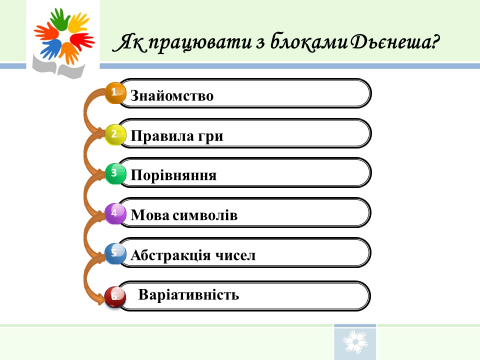 Як працювати з блоками Дьєнеша?
1. Знайомство
2. Правила гри
3 Порівняння
4 Мова символів
5. Абстракція чисел
6. Варіативність